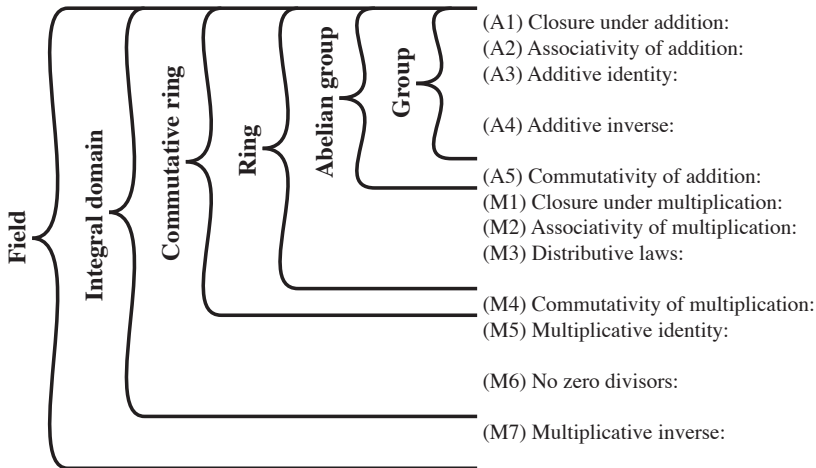 Field
Integral domain
Commutative ring
Ring
Abelian group
Group
(A1) Closure under addition:
(A2) Associativity of addition:
(A3) Additive identity:
(A4) Additive inverse:
(A5) Commutativity of addition:
(M1) Closure under multiplication:
(M2) Associativity of multiplication:
(M3) Distributive laws:
(M4) Commutativity of multiplication:
(M5) Multiplicative identity:
(M6) No zero divisors:
(M7) Multiplicative inverse: